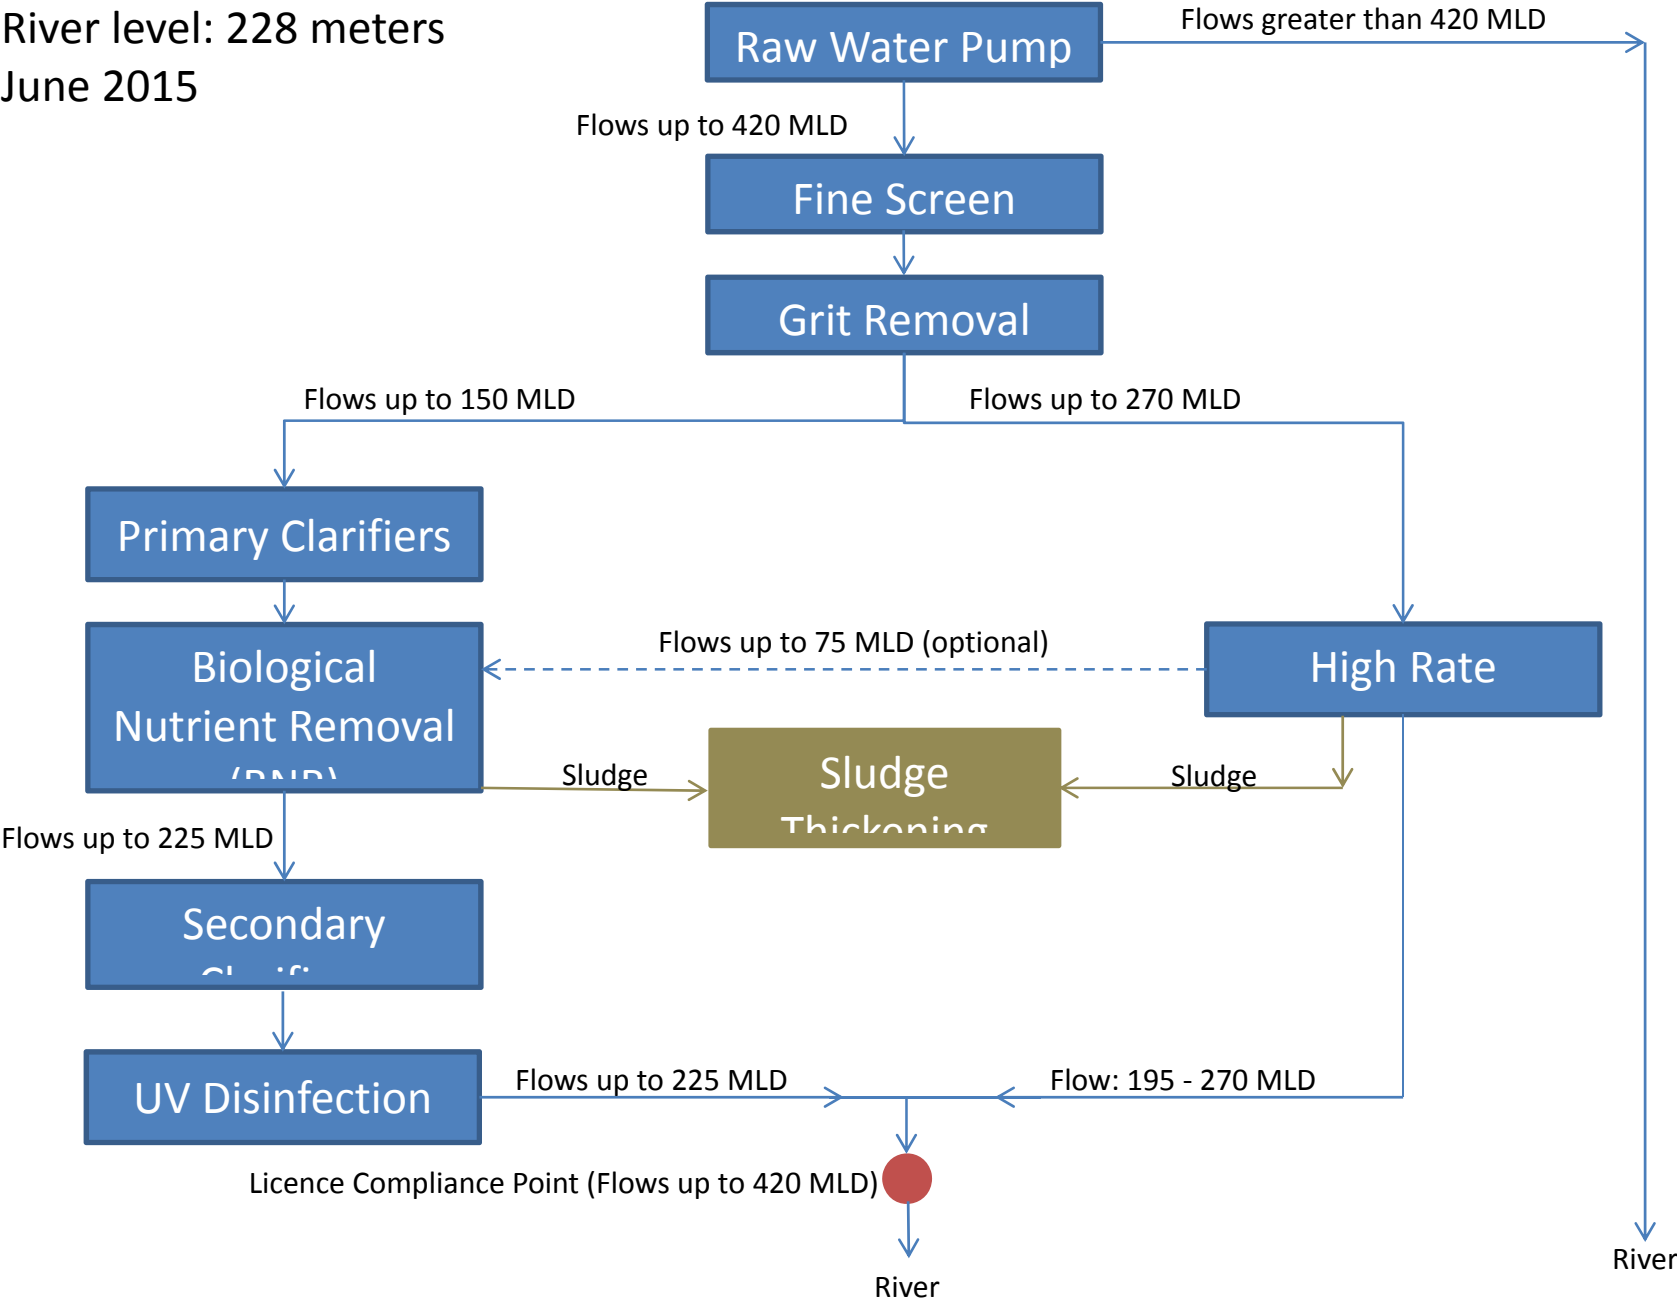 River level: 228 meters
June 2015
Raw Water Pump
Flows greater than 420 MLD
Flows up to 420 MLD
Fine Screen
Grit Removal
Flows up to 150 MLD
Flows up to 270 MLD
Primary Clarifiers
Biological
Nutrient Removal
(BNR)
Flows up to 75 MLD (optional)
High Rate
Sludge
Sludge
Thickening
Sludge
Flows up to 225 MLD
Secondary
UV Disinfection
Flows up to 225 MLD
Flow: 195 - 270 MLD
Licence Compliance Point (Flows up to 420 MLD)
River
River